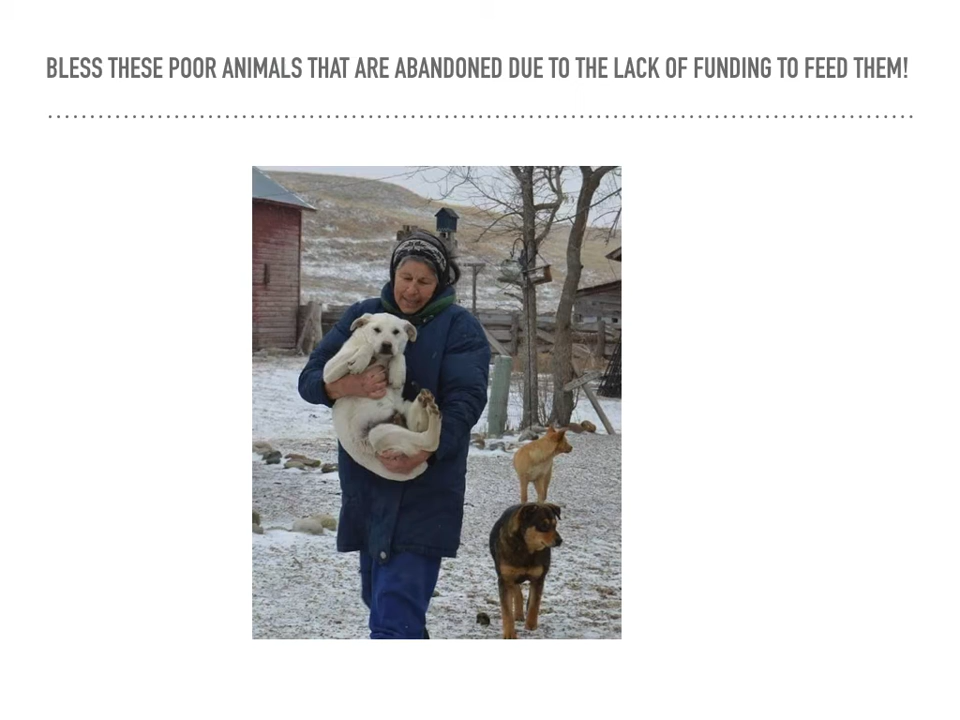 BLESS THESE POOR ANIMALS THAT ARE ABANDONED DUE TO THE LACK OF FUNDING TO FEED THEM!